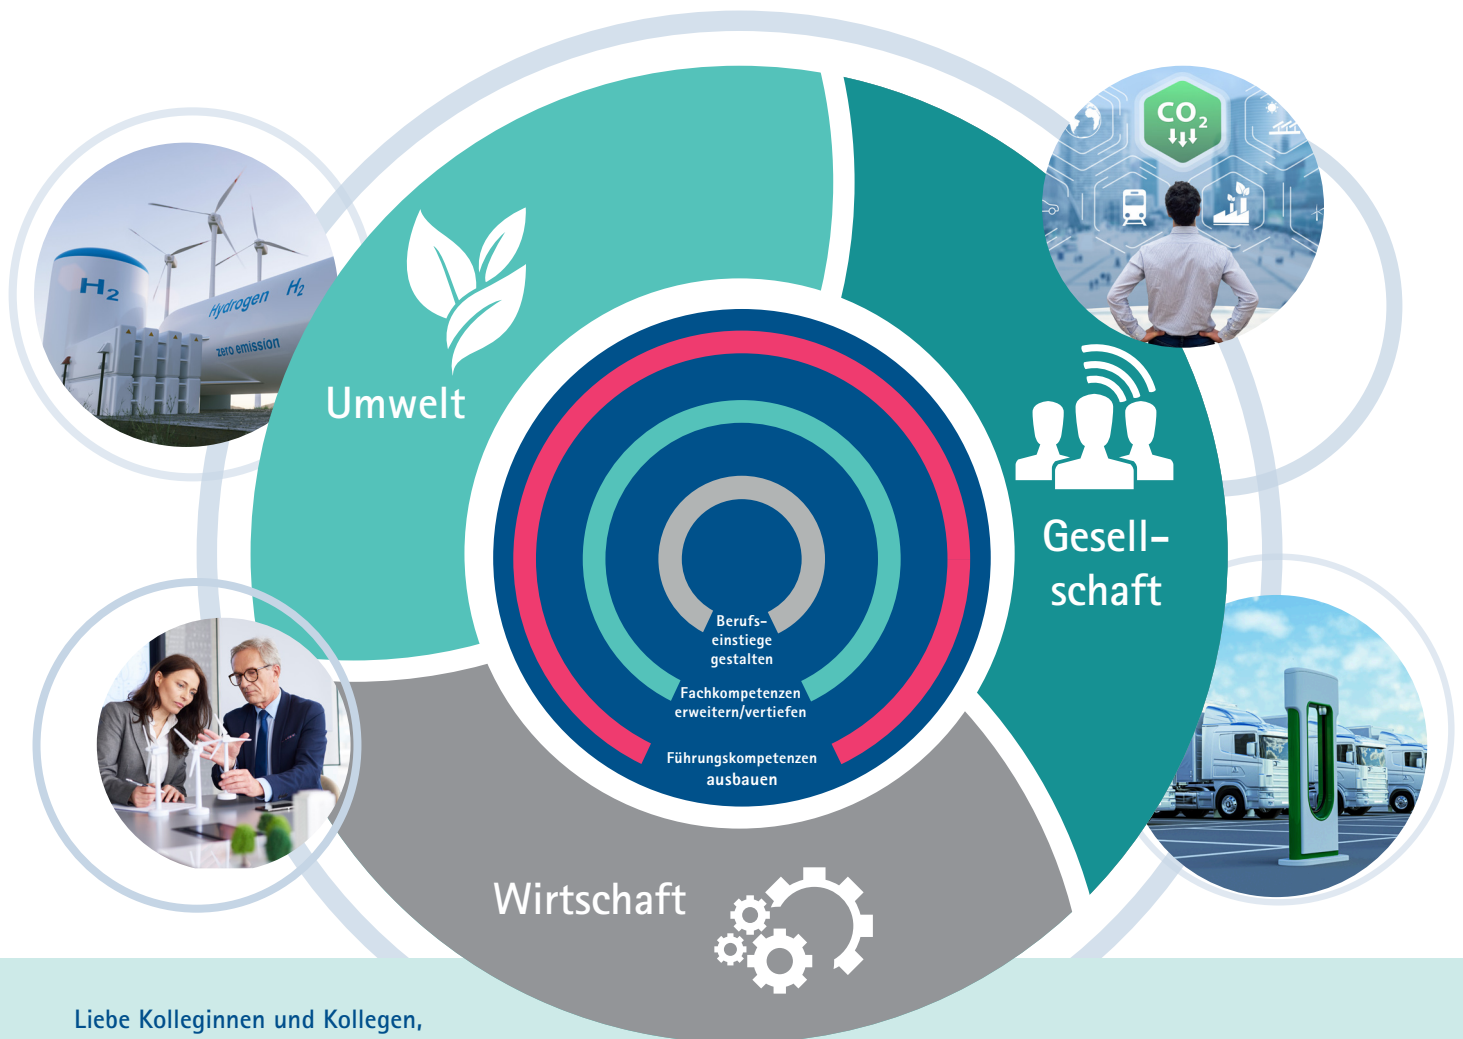 CO₂
H₂
Hydrogen H₂
zero emission
Umwelt
Gesell-
schaft
Berufs-
einstiege
gestalten
Fachkompetenzen
erweitern/vertiefen
Führungskompetenzen
ausbauen
Wirtschaft
Liebe Kolleginnen und Kollegen,